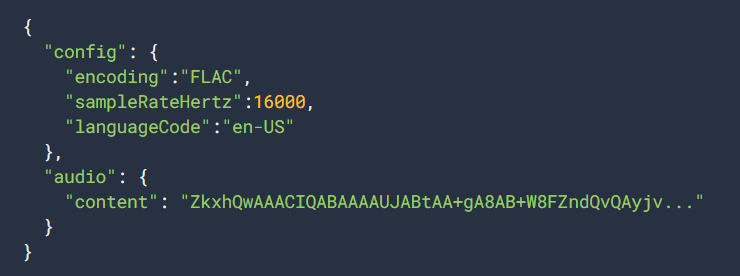 {
"config": {
"encoding":"FLAC",
"sampleRateHertz":16000,
"languageCode":"en-US"
},
"audio": {
"content": "ZkxhQwAAACIQABAAAAUJABtAA+gA8AB+W8FZndQvQAyjv..."
}
}